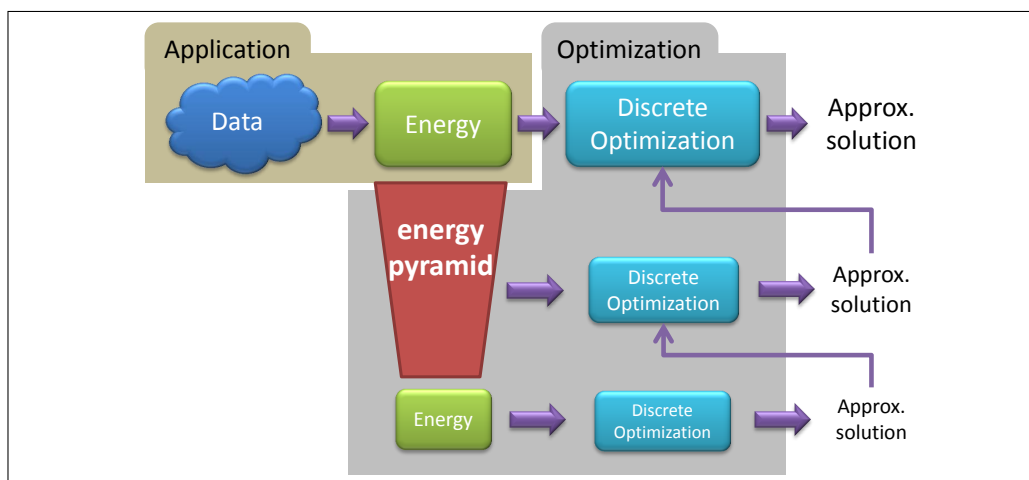 Application
Optimization
Data
Energy
Discrete
Optimization
Approx.
solution
energy
pyramid
Discrete
Optimization
Approx.
solution
Energy
Discrete
Optimization
Approx.
solution